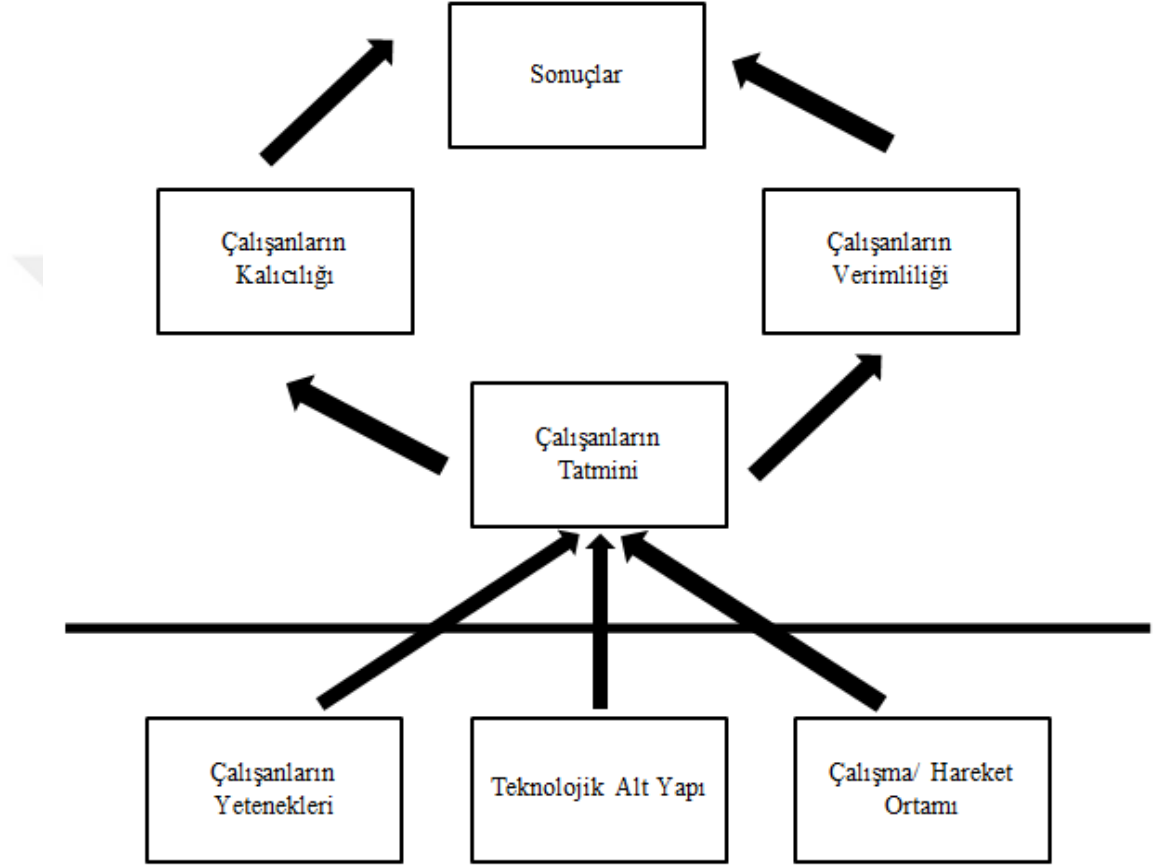 Sonuçlar
Çalışanların
Kalıcılığı
Çalışanların
Verimliliği
Çalışanların
Tatmini
Çalışanların
Yetenekleri
Teknolojik Alt Yapı
Çalışma/ Hareket
Ortamı